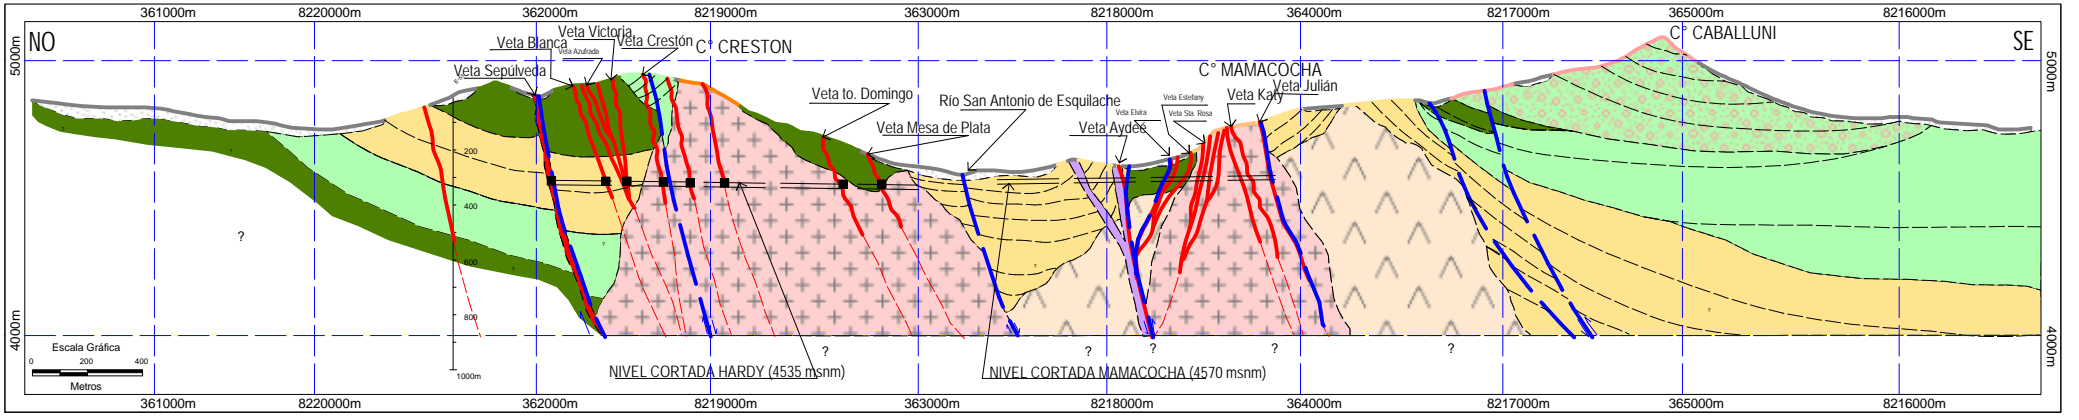 361000m 8220000m 362000m 8219000m 363000m 8218000m 364000m 8217000m 365000m 8216000m
NO
SE
5000m
5000m
Veta Victoria
Veta Blanca
Veta Azufrada
Veta Crestón
C° CRESTON
C° CABALLUNI
Veta Sepúlveda
C° MAMACOCHA
Veta Julián
Veta to. Domingo
Río San Antonio de Esquilache
Veta Estefany
Veta Katy
Veta Elvira
Veta Sta. Rosa
Veta Mesa de Plata
Veta Aydeé
200
400
600
800
1000m
?
?
?
?
?
?
?
?
?
?
?
4000m
4000m
Escala Gráfica
0 200 400
Metros
NIVEL CORTADA HARDY (4535 msnm)
NIVEL CORTADA MAMACOCHA (4570 msnm)
361000m 8220000m 362000m 8219000m 363000m 8218000m 364000m 8217000m 365000m 8216000m